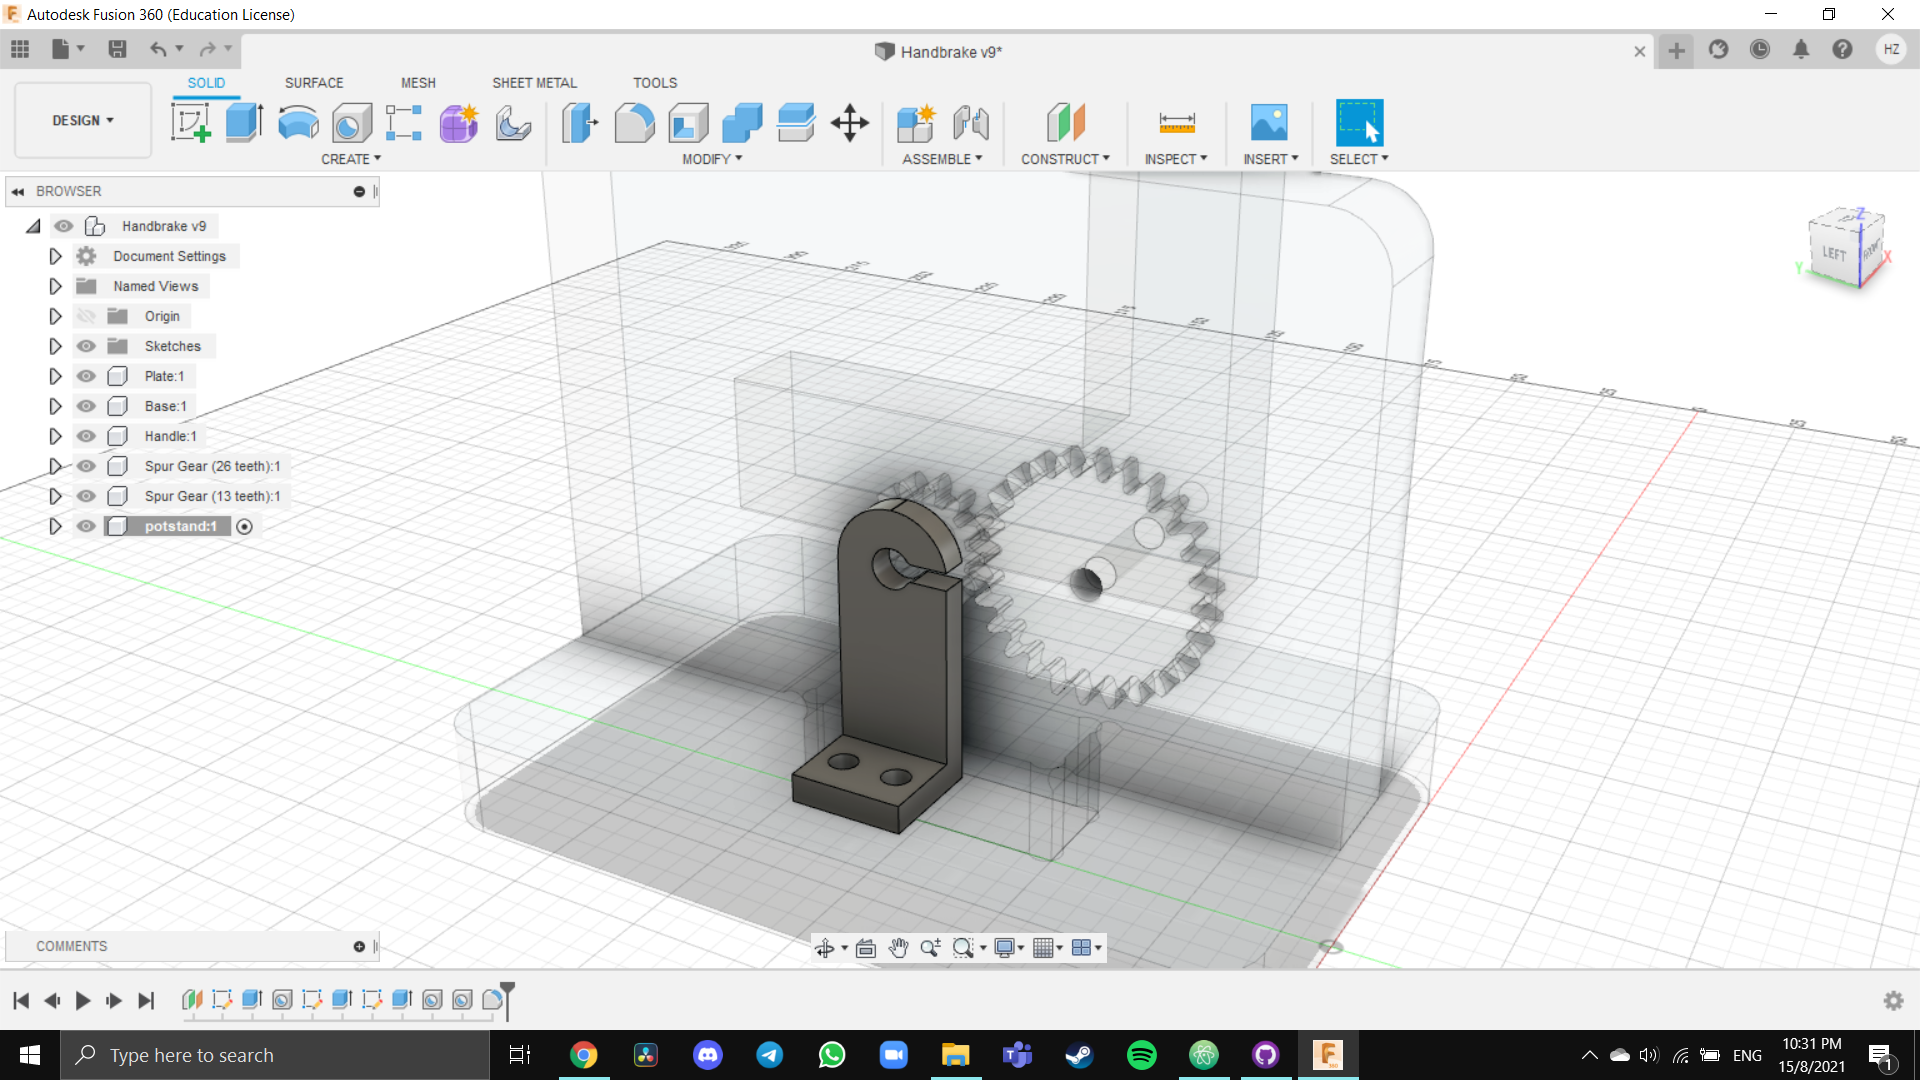 Autodesk Fusion 360 (Education License)
Handbrake v9*
HZ
DESIGN
SOLID
SURFACE
MESH
SHEET METAL
TOOLS
CREATE
MODIFY
ASSEMBLE
CONSTRUCT
INSPECT
INSERT
SELECT
BROWSER
Handbrake v9
Document Settings
Named Views
Origin
Sketches
Plate:1
Base:1
Handle:1
Spur Gear (26 teeth):1
Spur Gear (13 teeth):1
potstand:1
Z
LEFT
X
Y
COMMENTS
Type here to search
ENG
10:31 PM
15/8/2021
1